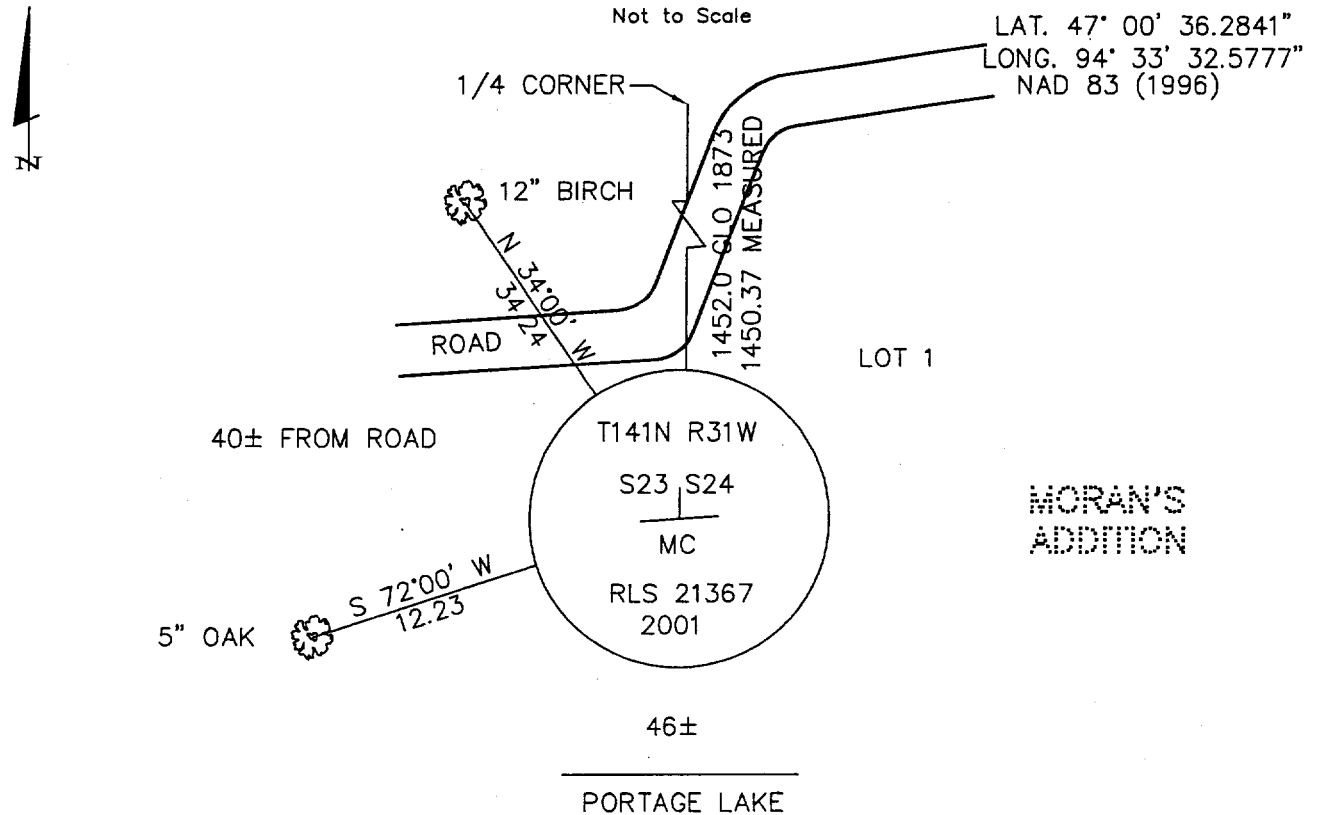 Not to Scale
LAT. 47° 00' 36.2841"
LONG. 94° 33' 32.5777"
NAD 83 (1996)
1/4 CORNER
N
12" BIRCH
1452.0 GLO 1873
1450.37 MEASURED
N 34°00' W
34.24
ROAD
LOT 1
40± FROM ROAD
T141N R31W
S23 S24
MC
RLS 21367
2001
MORAN'S
ADDITION
S 72°00' W
12.23
5" OAK
46±
PORTAGE LAKE